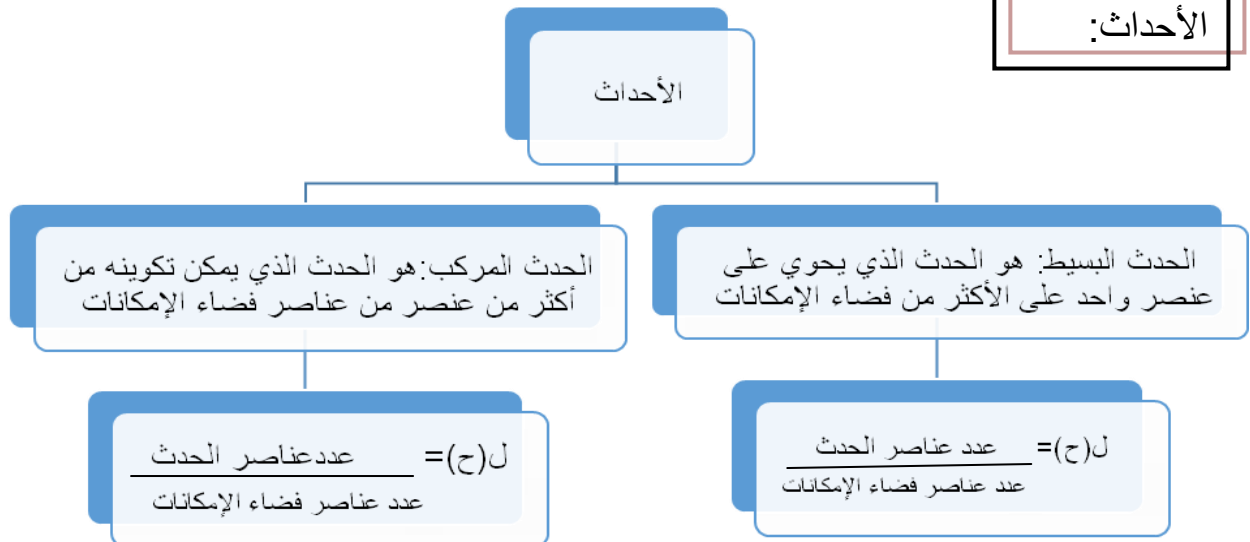 الأحداث:
الأحداث
الحدث البسيط: هو الحدث الذي يحوي على
عنصر واحد على الأكثر من فضاء الإمكانات
الحدث المركب:هو الحدث الذي يمكن تكوينه من
أكثر من عنصر من عناصر فضاء الإمكانات
ل(ح)= عدد عناصر الحدث
عدد عناصر فضاء الإمكانات
ل(ح)= عددعناصر الحدث
عدد عناصر فضاء الإمكانات